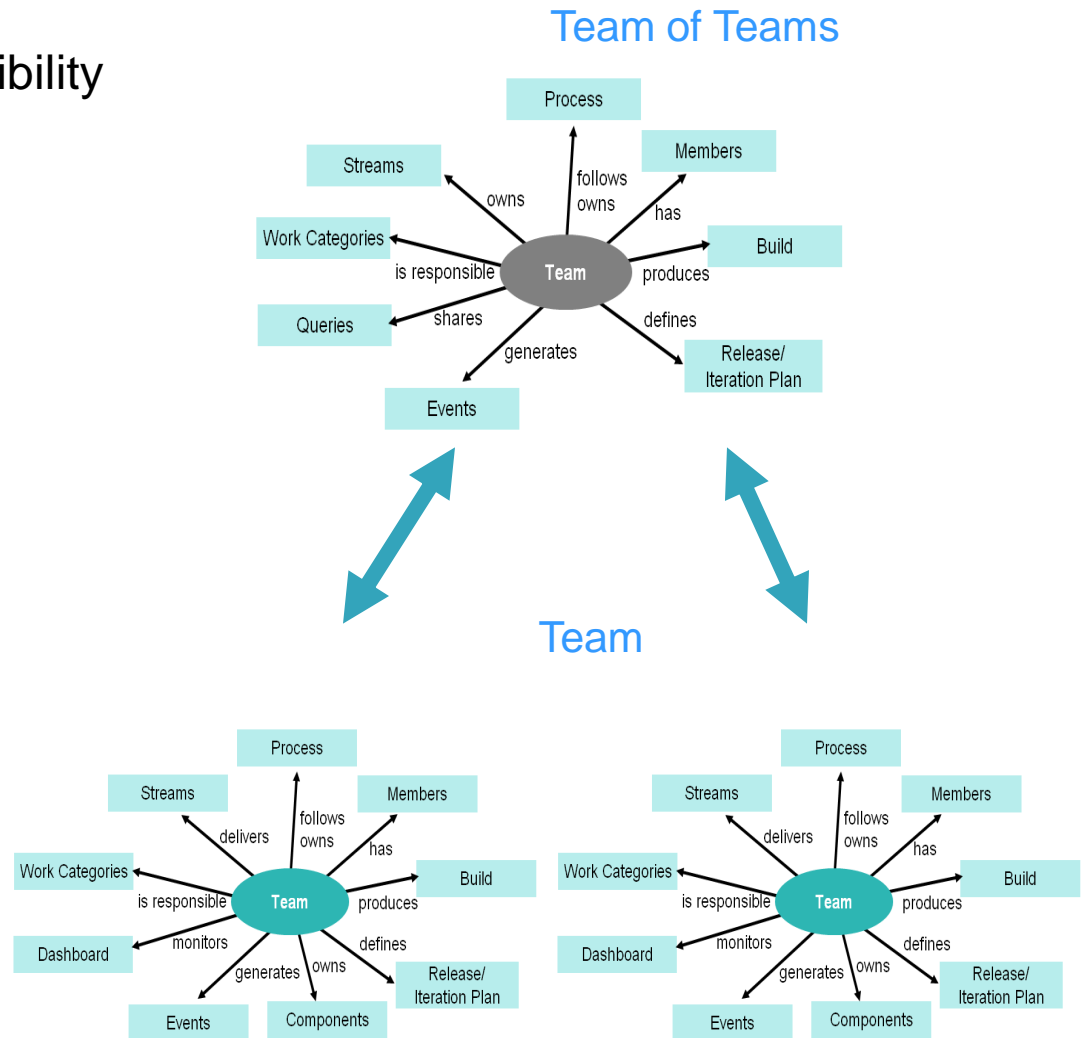 Team of Teams
ibility
Process
Streams
Members
follows
owns
owns
has
Work Categories
Build
is responsible
Team
produces
Queries
shares
defines
generates
Release/
Iteration Plan
Events
Team
Process
Streams
Members
follows
delivers
owns
has
Work Categories
Build
is responsible
Team
produces
Dashboard
monitors
defines
generates
owns
Release/
Iteration Plan
Events
Components
Process
Streams
Members
follows
delivers
owns
has
Work Categories
Build
is responsible
Team
produces
Dashboard
monitors
defines
generates
owns
Release/
Iteration Plan
Events
Components